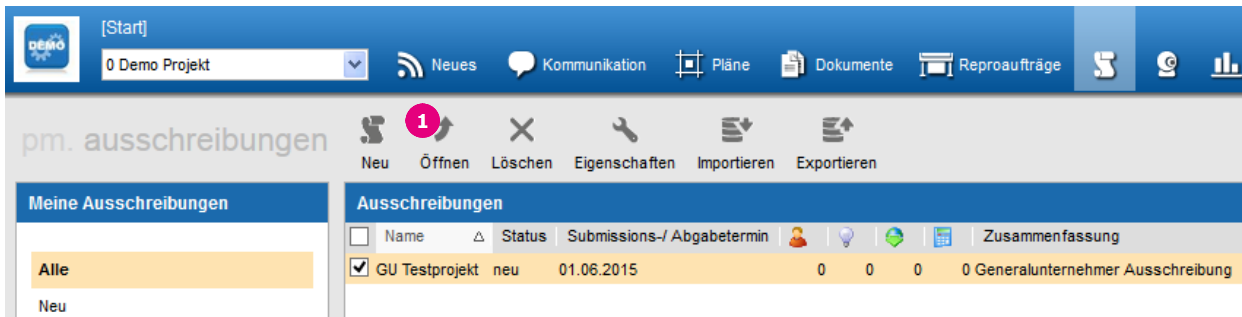 DEMO
[Start]
0 Demo Projekt
Neues
Kommunikation
Pläne
Dokumente
Reproaufträge
pm. ausschreibungen
1
Neu
Öffnen
Löschen
Eigenschaften
Importieren
Exportieren
Meine Ausschreibungen
Alle
Neu
Ausschreibungen
Name Status Submissions-/ Abgabetermin Zusammenfassung
GU Testprojekt neu 01.06.2015 0 0 0 0 Generalunternehmer Ausschreibung